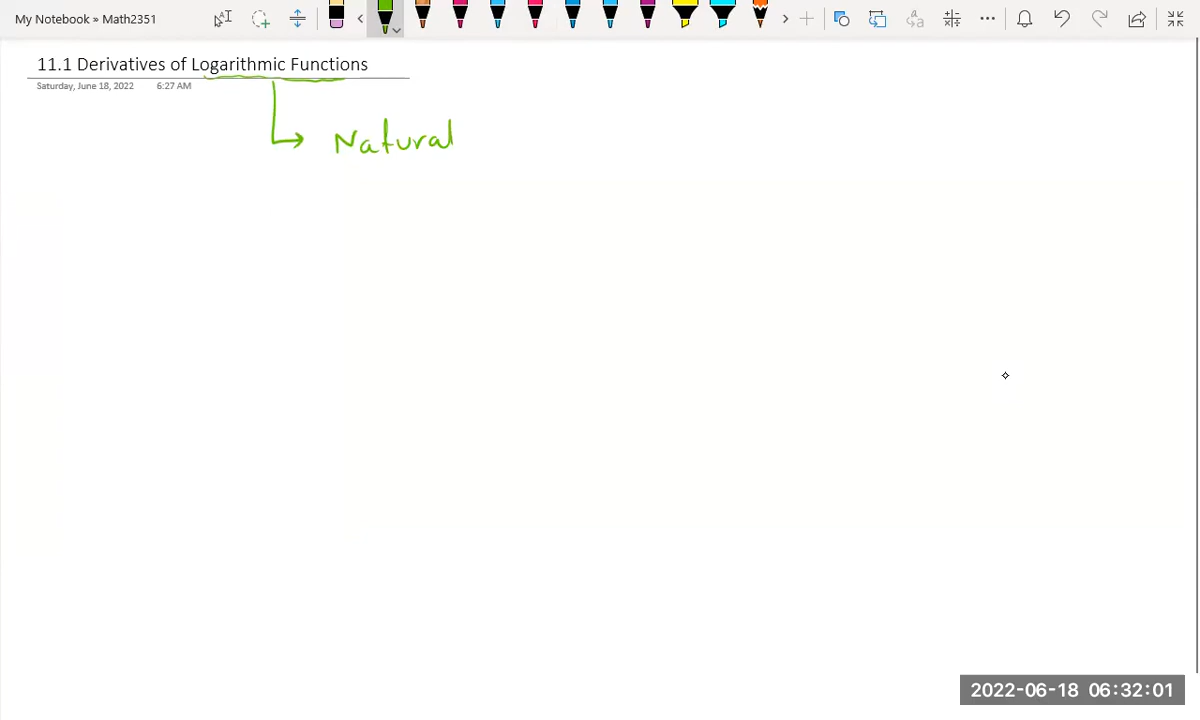 My Notebook » Math2351
11.1 Derivatives of Logarithmic Functions
Saturday, June 18, 2022 6:27 AM
Natural
2022-06-18 06:32:01